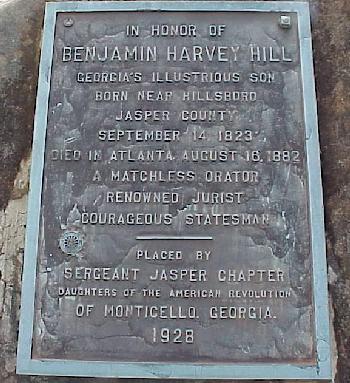 IN HONOR OF
BENJAMIN HARVEY HILL
GEORGIA'S ILLUSTRIOUS SON
BORN NEAR HILLSBORO
JASPER COUNTY
SEPTEMBER 14, 1823
DIED IN ATLANTA AUGUST 16, 1882
A MATCHLESS ORATOR
RENOWNED JURIST
COURAGEOUS STATESMAN
PLACED BY
SERGEANT JASPER CHAPTER
DAUGHTERS OF THE AMERICAN REVOLUTION
OF MONTICELLO, GEORGIA.
1928